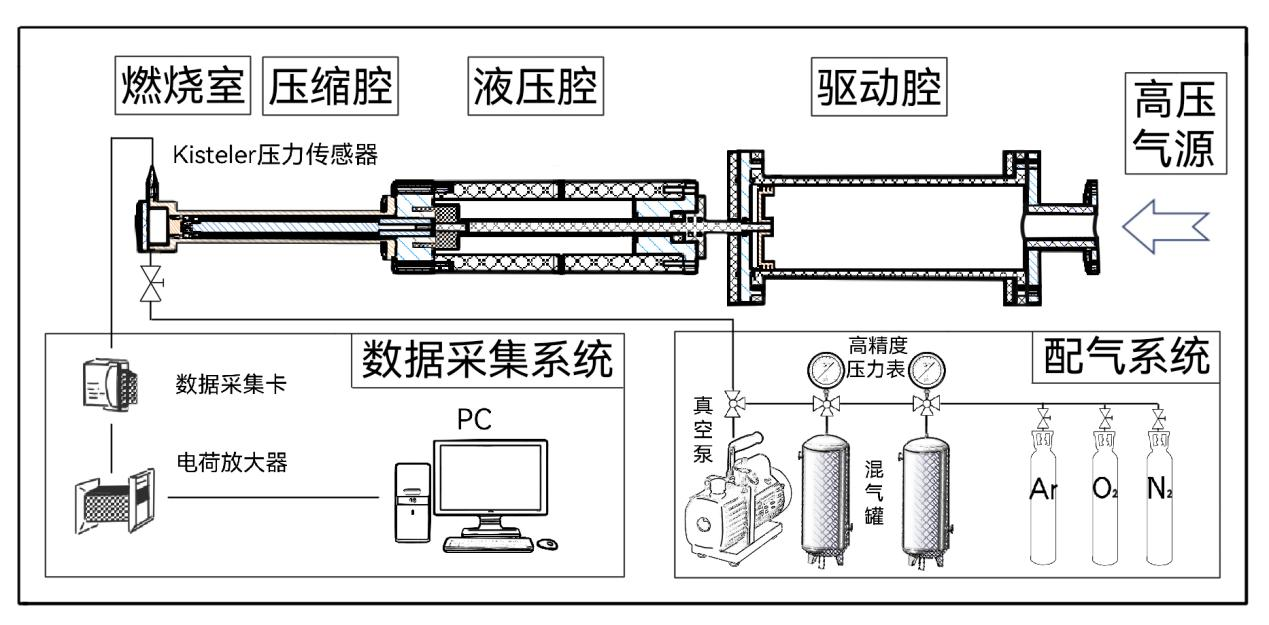 燃烧室
压缩腔
液压腔
驱动腔
高压
气源
Kisteler压力传感器
数据采集系统
数据采集卡
电荷放大器
PC
配气系统
高精度
压力表
真空泵
混气罐
Ar
O₂
N₂